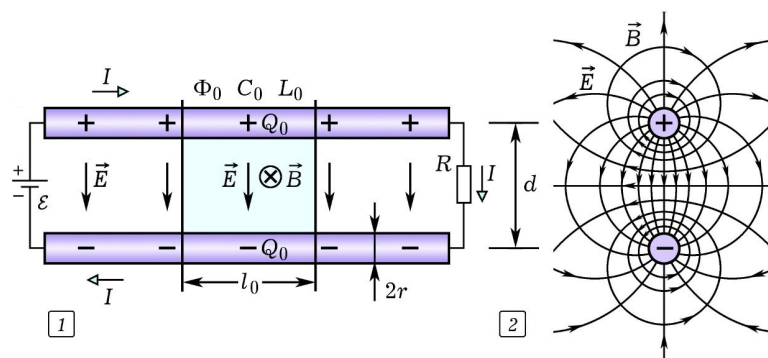 I Φ₀ C₀ L₀
+ + + Q₀ + +
+
−
ℰ
E⃗ E⃗ ⊗ B⃗
R I
− − − Q₀ − −
I l₀ 2r
1
d
B⃗
E⃗
+
−
2